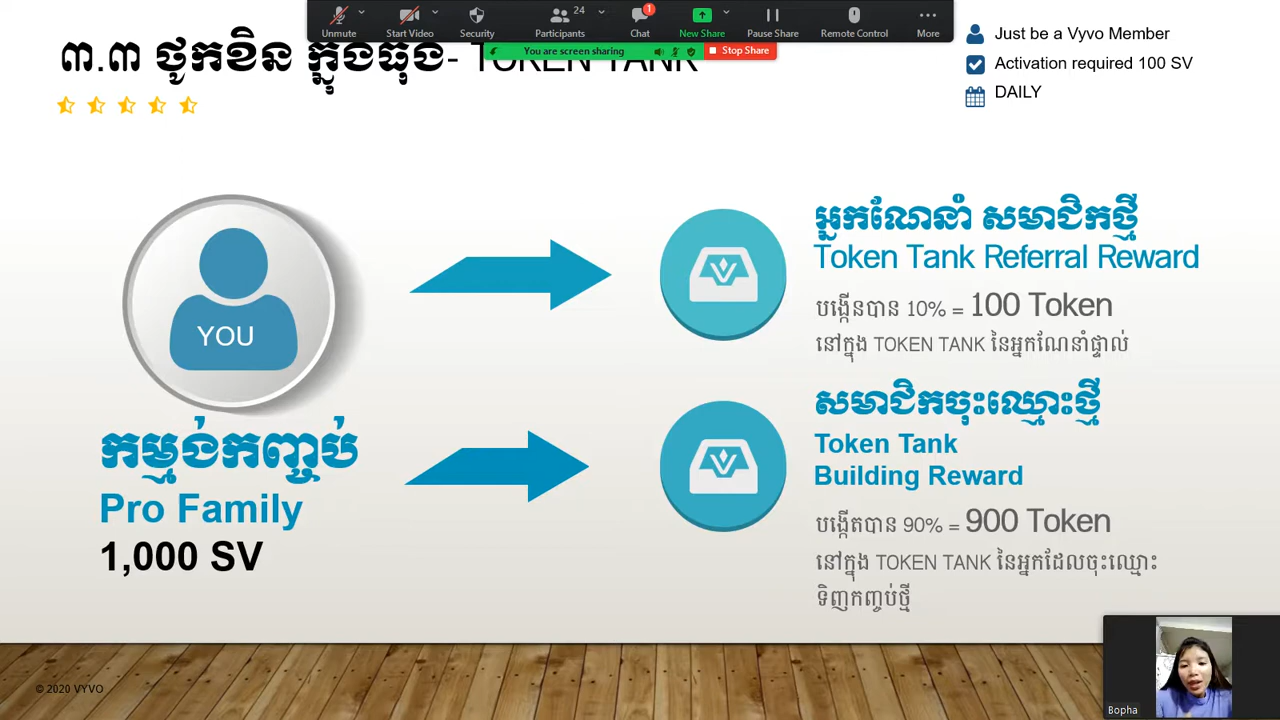 Unmute
Start Video
Security
24
Participants
1
Chat
New Share
Pause Share
Remote Control
More
You are screen sharing
Stop Share
៣.៣ ថូកខិន ក្នុងធុង- TOKEN TANK
Just be a Vyvo Member
Activation required 100 SV
DAILY
YOU
កម្មង់កញ្ចប់
Pro Family
1,000 SV
អ្នកណែនាំ សមាជិកថ្មី
Token Tank Referral Reward
បង្កើនបាន 10% = 100 Token
នៅក្នុង TOKEN TANK នៃអ្នកណែនាំផ្ទាល់
សមាជិកចុះឈ្មោះថ្មី
Token Tank
Building Reward
បង្កើតបាន 90% = 900 Token
នៅក្នុង TOKEN TANK នៃអ្នកដែលចុះឈ្មោះ
ទិញកញ្ចប់ថ្មី
© 2020 VYVO
Bopha